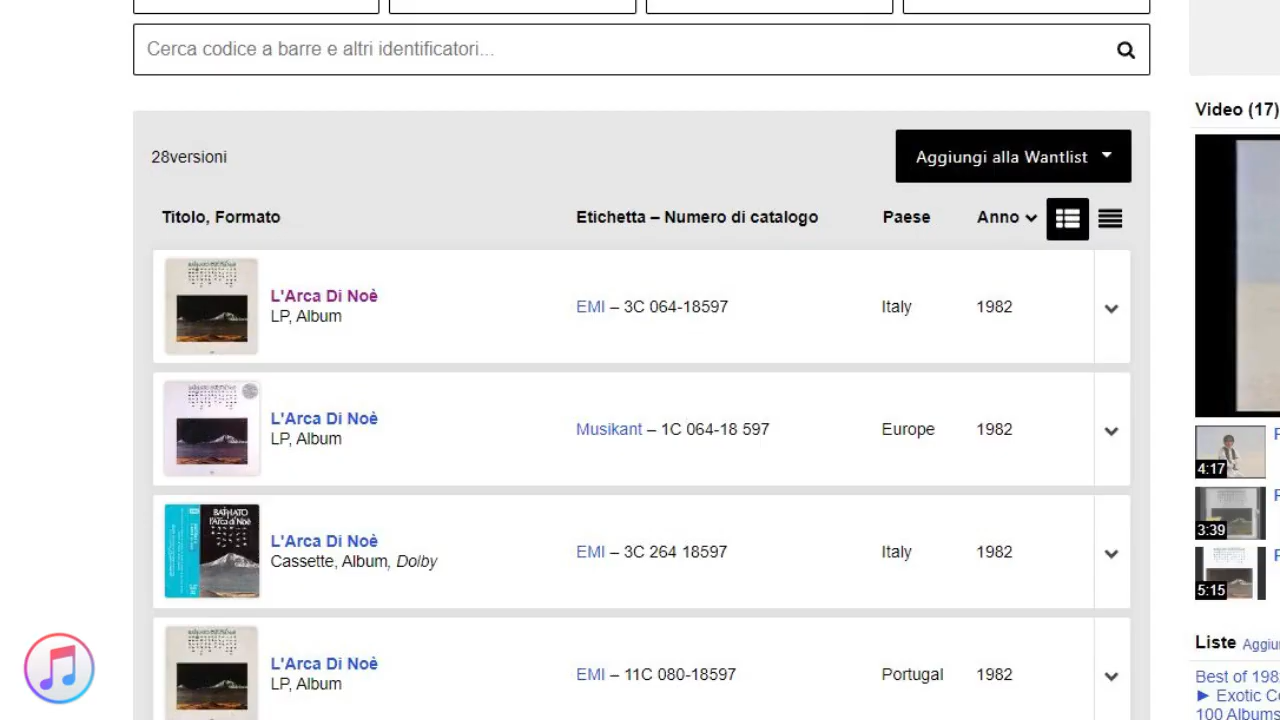 Cerca codice a barre e altri identificatori...
28versioni
Aggiungi alla Wantlist
Titolo, Formato
Etichetta – Numero di catalogo
Paese
Anno
L'Arca Di Noè
LP, Album
EMI – 3C 064-18597
Italy
1982
L'Arca Di Noè
LP, Album
Musikant – 1C 064-18 597
Europe
1982
BATTIATO
l'Arca di Noè
L'Arca Di Noè
Cassette, Album, Dolby
EMI – 3C 264 18597
Italy
1982
L'Arca Di Noè
LP, Album
EMI – 11C 080-18597
Portugal
1982
Video (17)
4:17
3:39
5:15
Liste
Best of
Exotic
100 Albums